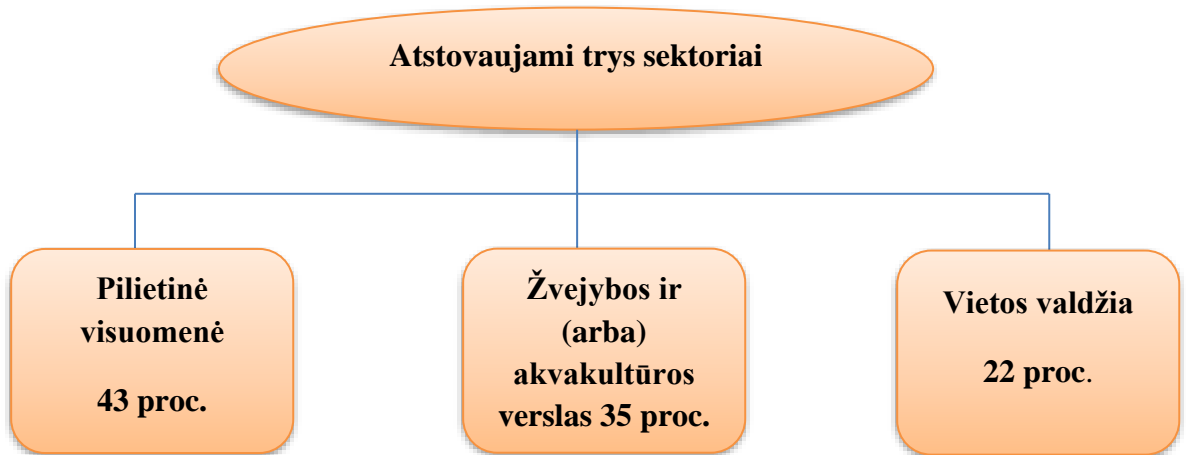 Atstovaujami trys sektoriai
Pilietinė
visuomenė
43 proc.
Žvejybos ir
(arba)
akvakultūros
verslas 35 proc.
Vietos valdžia
22 proc.